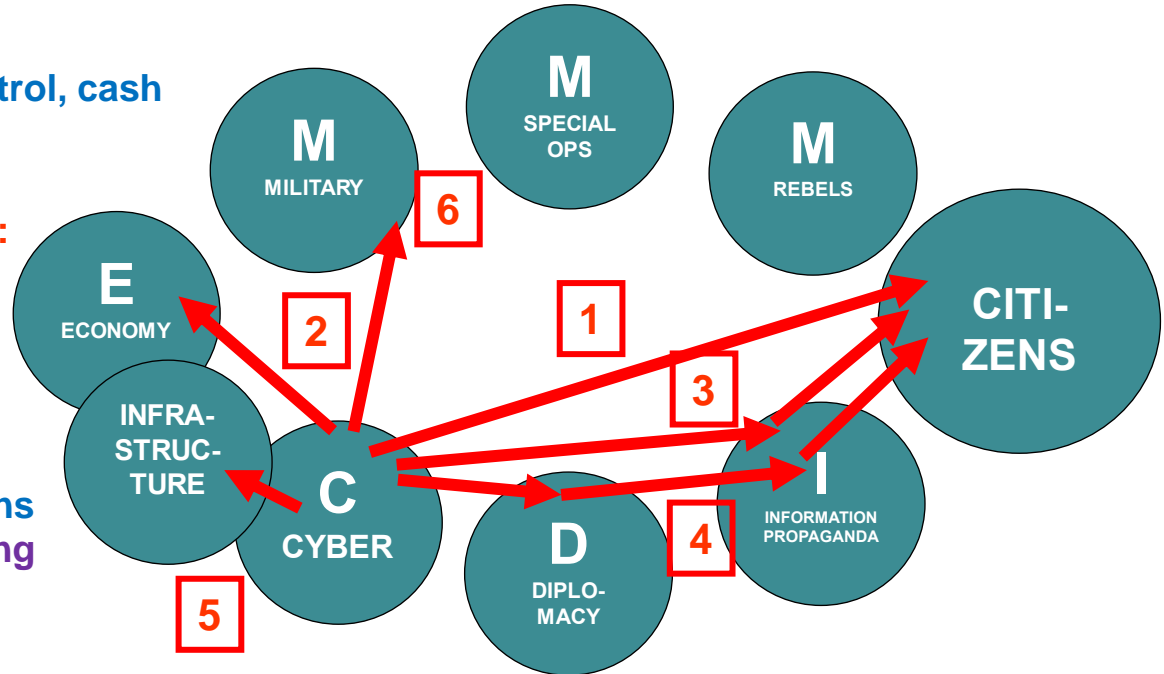 trol, cash
:
ns
ng
M
SPECIAL
OPS
M
MILITARY
M
REBELS
6
E
ECONOMY
2
1
CITI-
ZENS
3
INFRA-
STRUC-
TURE
C
CYBER
D
DIPLO-
MACY
4
I
INFORMATION
PROPAGANDA
5